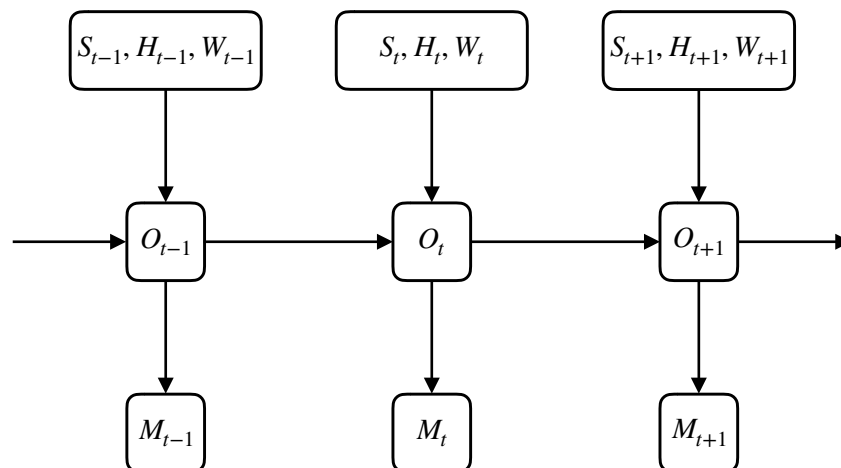 S_{t−1}, H_{t−1}, W_{t−1} S_t, H_t, W_t S_{t+1}, H_{t+1}, W_{t+1}
O_{t−1} O_t O_{t+1}
M_{t−1} M_t M_{t+1}